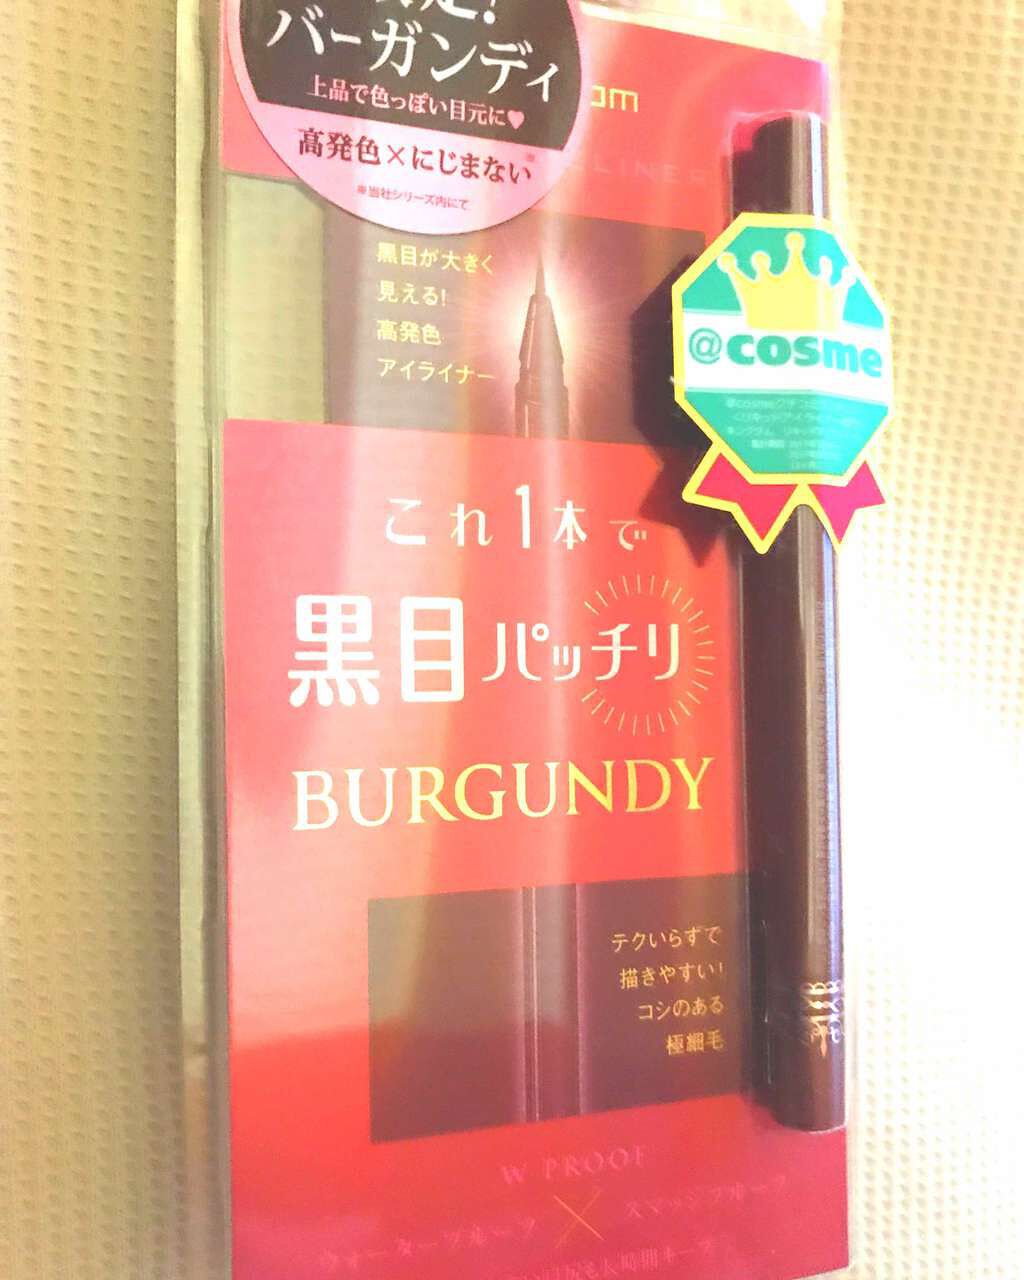 バーガンディ
上品で色っぽい目元に♥
高発色×にじまない※
※当社シリーズ内にて
om
LINER
黒目が大きく
見える!
高発色
アイライナー
@cosme
これ1本で
黒目パッチリ
BURGUNDY
テクいらずで
描きやすい!
コシのある
極細毛
W PROOF
ウォータープルーフ × スマッジプルーフ